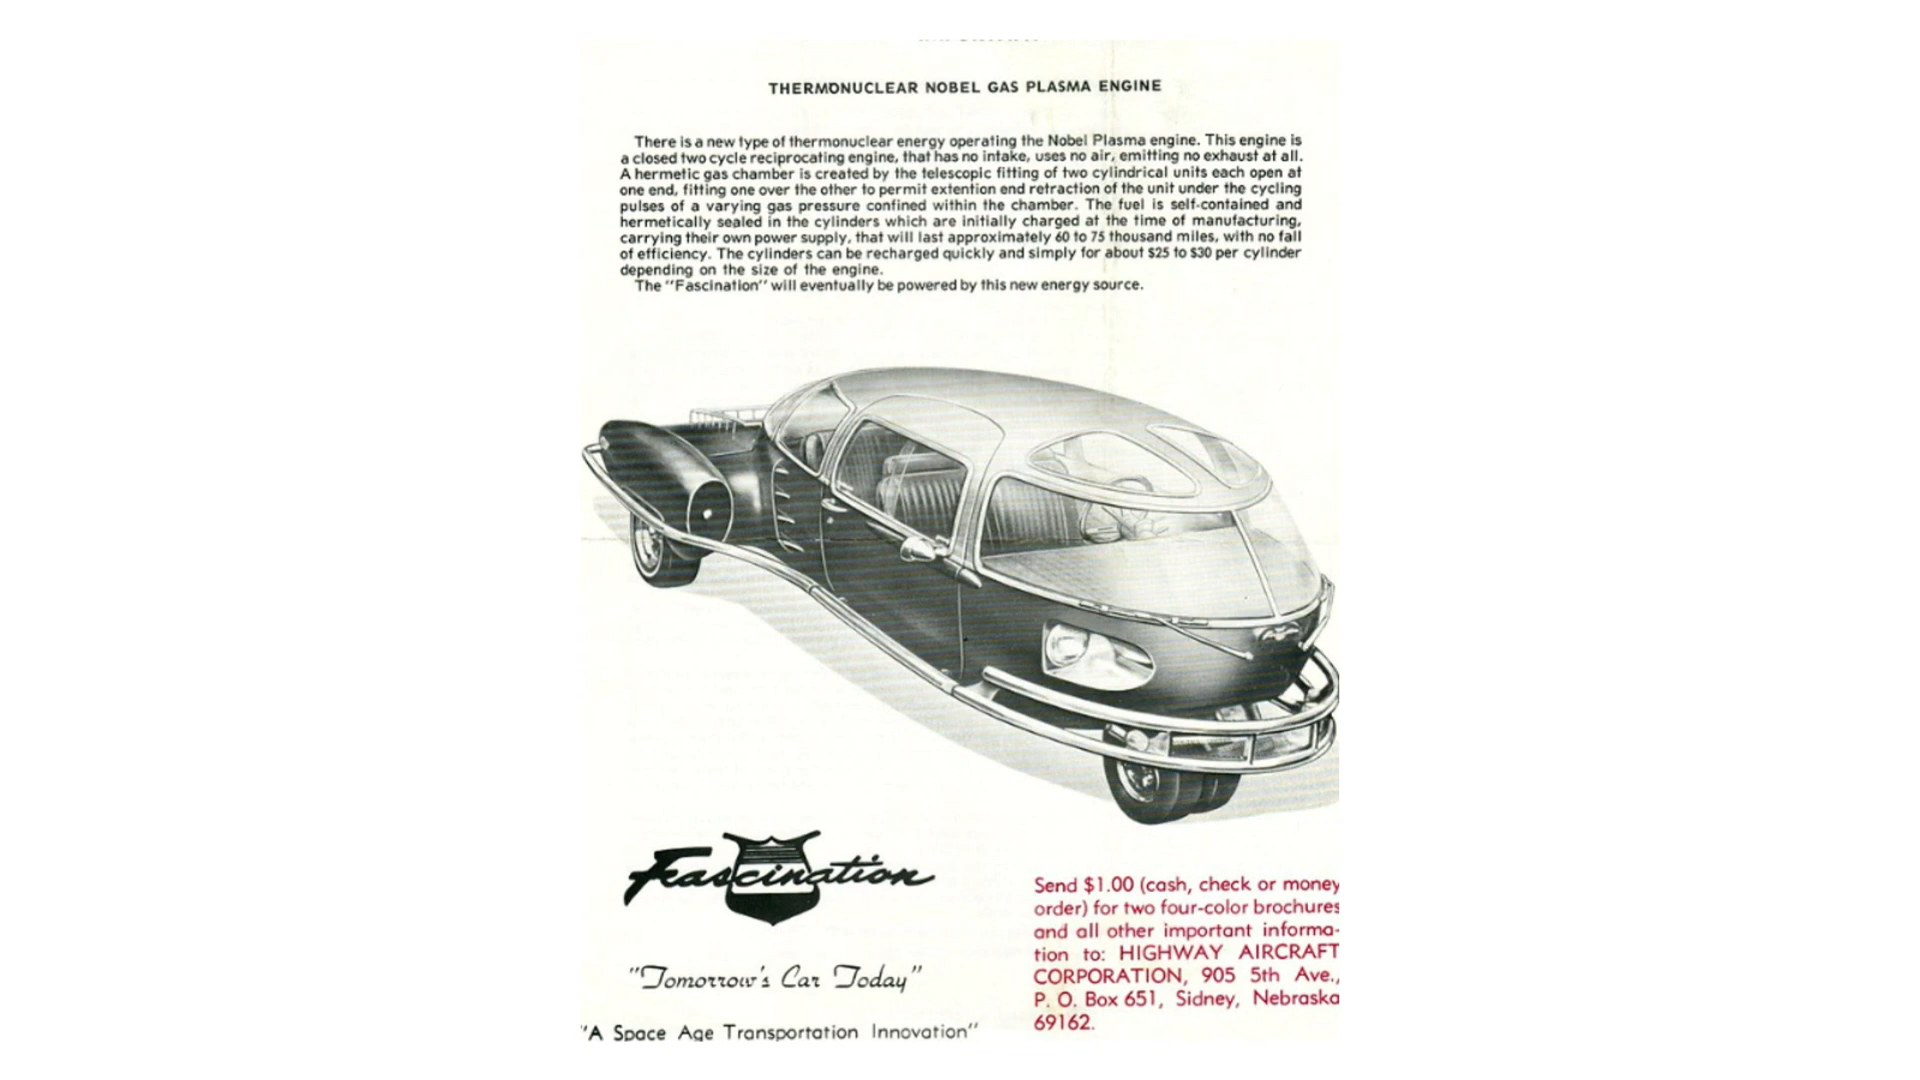 THERMONUCLEAR NOBEL GAS PLASMA ENGINE
There is a new type of thermonuclear energy operating the Nobel Plasma engine. This engine is
a closed two cycle reciprocating engine, that has no intake, uses no air, emitting no exhaust at all.
A hermetic gas chamber is created by the telescopic fitting of two cylindrical units each open at
one end, fitting one over the other to permit extention end retraction of the unit under the cycling
pulses of a varying gas pressure confined within the chamber. The fuel is self-contained and
hermetically sealed in the cylinders which are initially charged at the time of manufacturing,
carrying their own power supply, that will last approximately 60 to 75 thousand miles, with no fall
of efficiency. The cylinders can be recharged quickly and simply for about $25 to $30 per cylinder
depending on the size of the engine.
The "Fascination" will eventually be powered by this new energy source.
Fascination
"Tomorrow's Car Today"
"A Space Age Transportation Innovation"
Send $1.00 (cash, check or money
order) for two four-color brochures
and all other important informa-
tion to: HIGHWAY AIRCRAFT
CORPORATION, 905 5th Ave.,
P. O. Box 651, Sidney, Nebraska
69162.